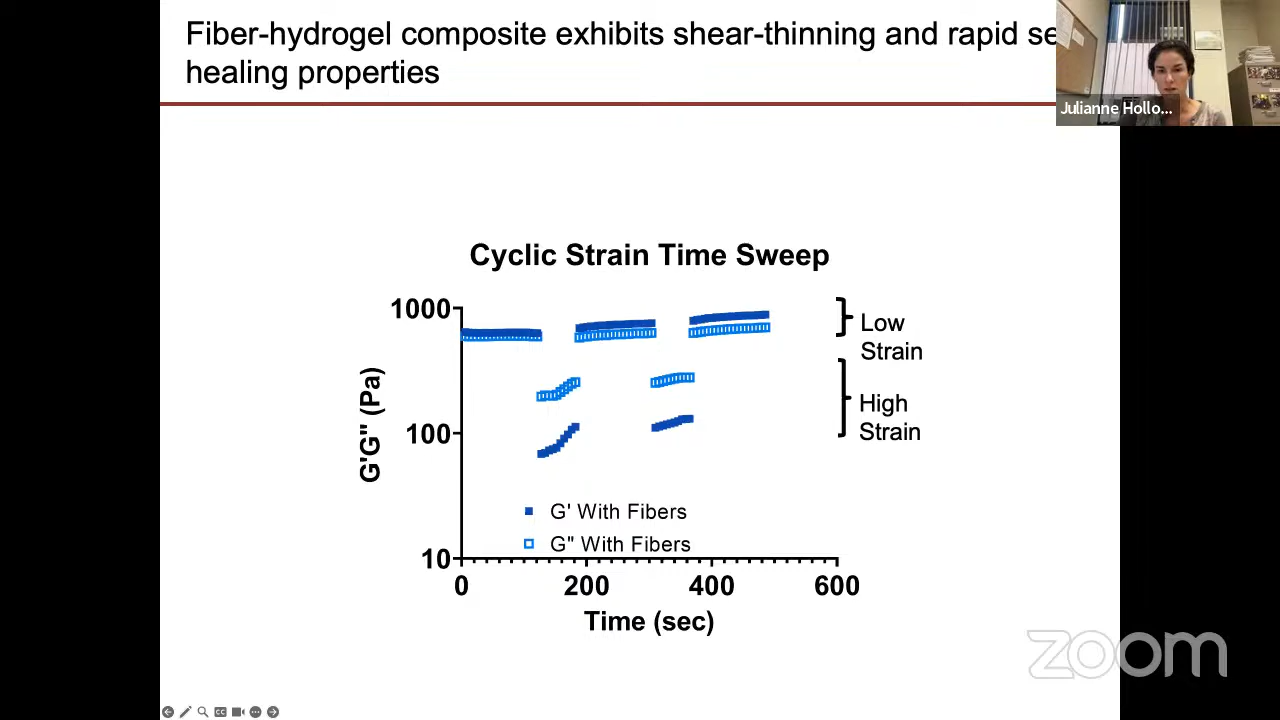 Fiber-hydrogel composite exhibits shear-thinning and rapid se
healing properties
Julianne Hollo...
Cyclic Strain Time Sweep
1000
100
10
G'G" (Pa)
Low
Strain
High
Strain
G' With Fibers
G" With Fibers
0 200 400 600
Time (sec)
zoom